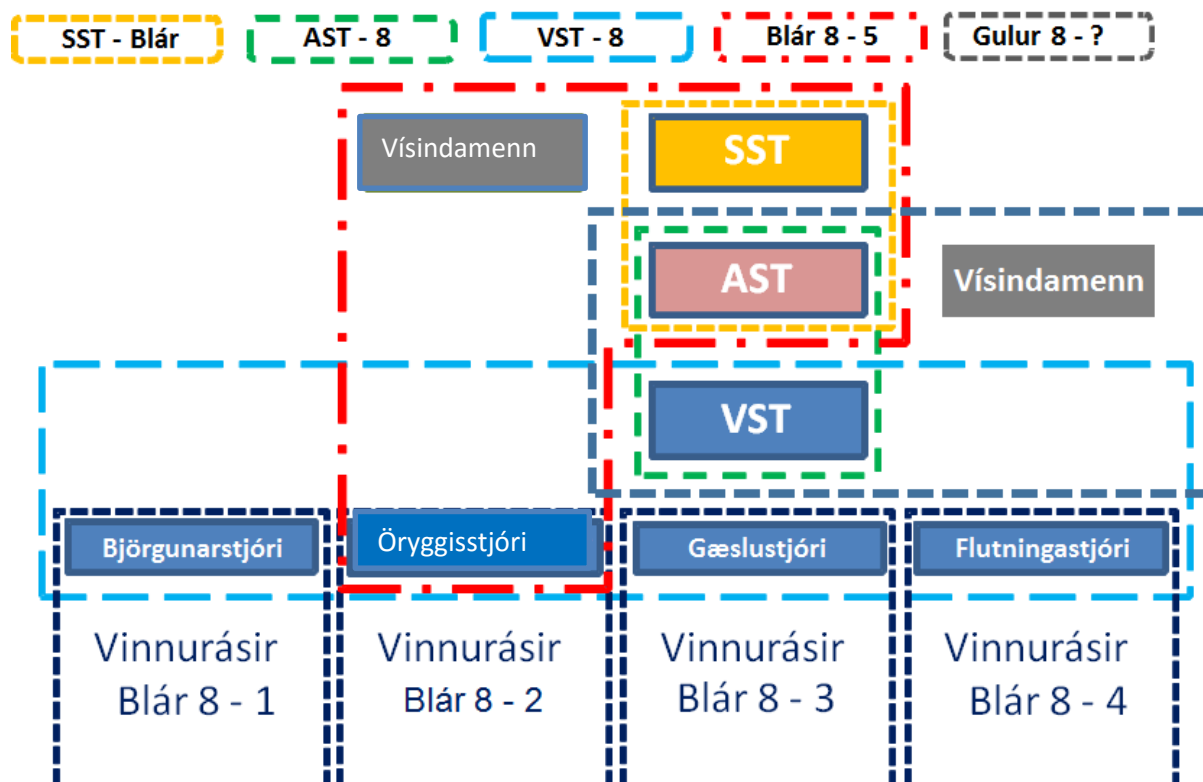 SST - Blár
AST - 8
VST - 8
Blár 8 - 5
Gulur 8 - ?
Vísindamenn
SST
AST
Vísindamenn
VST
Björgunarstjóri
Öryggisstjóri
Gæslustjóri
Flutningastjóri
Vinnurásir
Blár 8 - 1
Vinnurásir
Blár 8 - 2
Vinnurásir
Blár 8 - 3
Vinnurásir
Blár 8 - 4